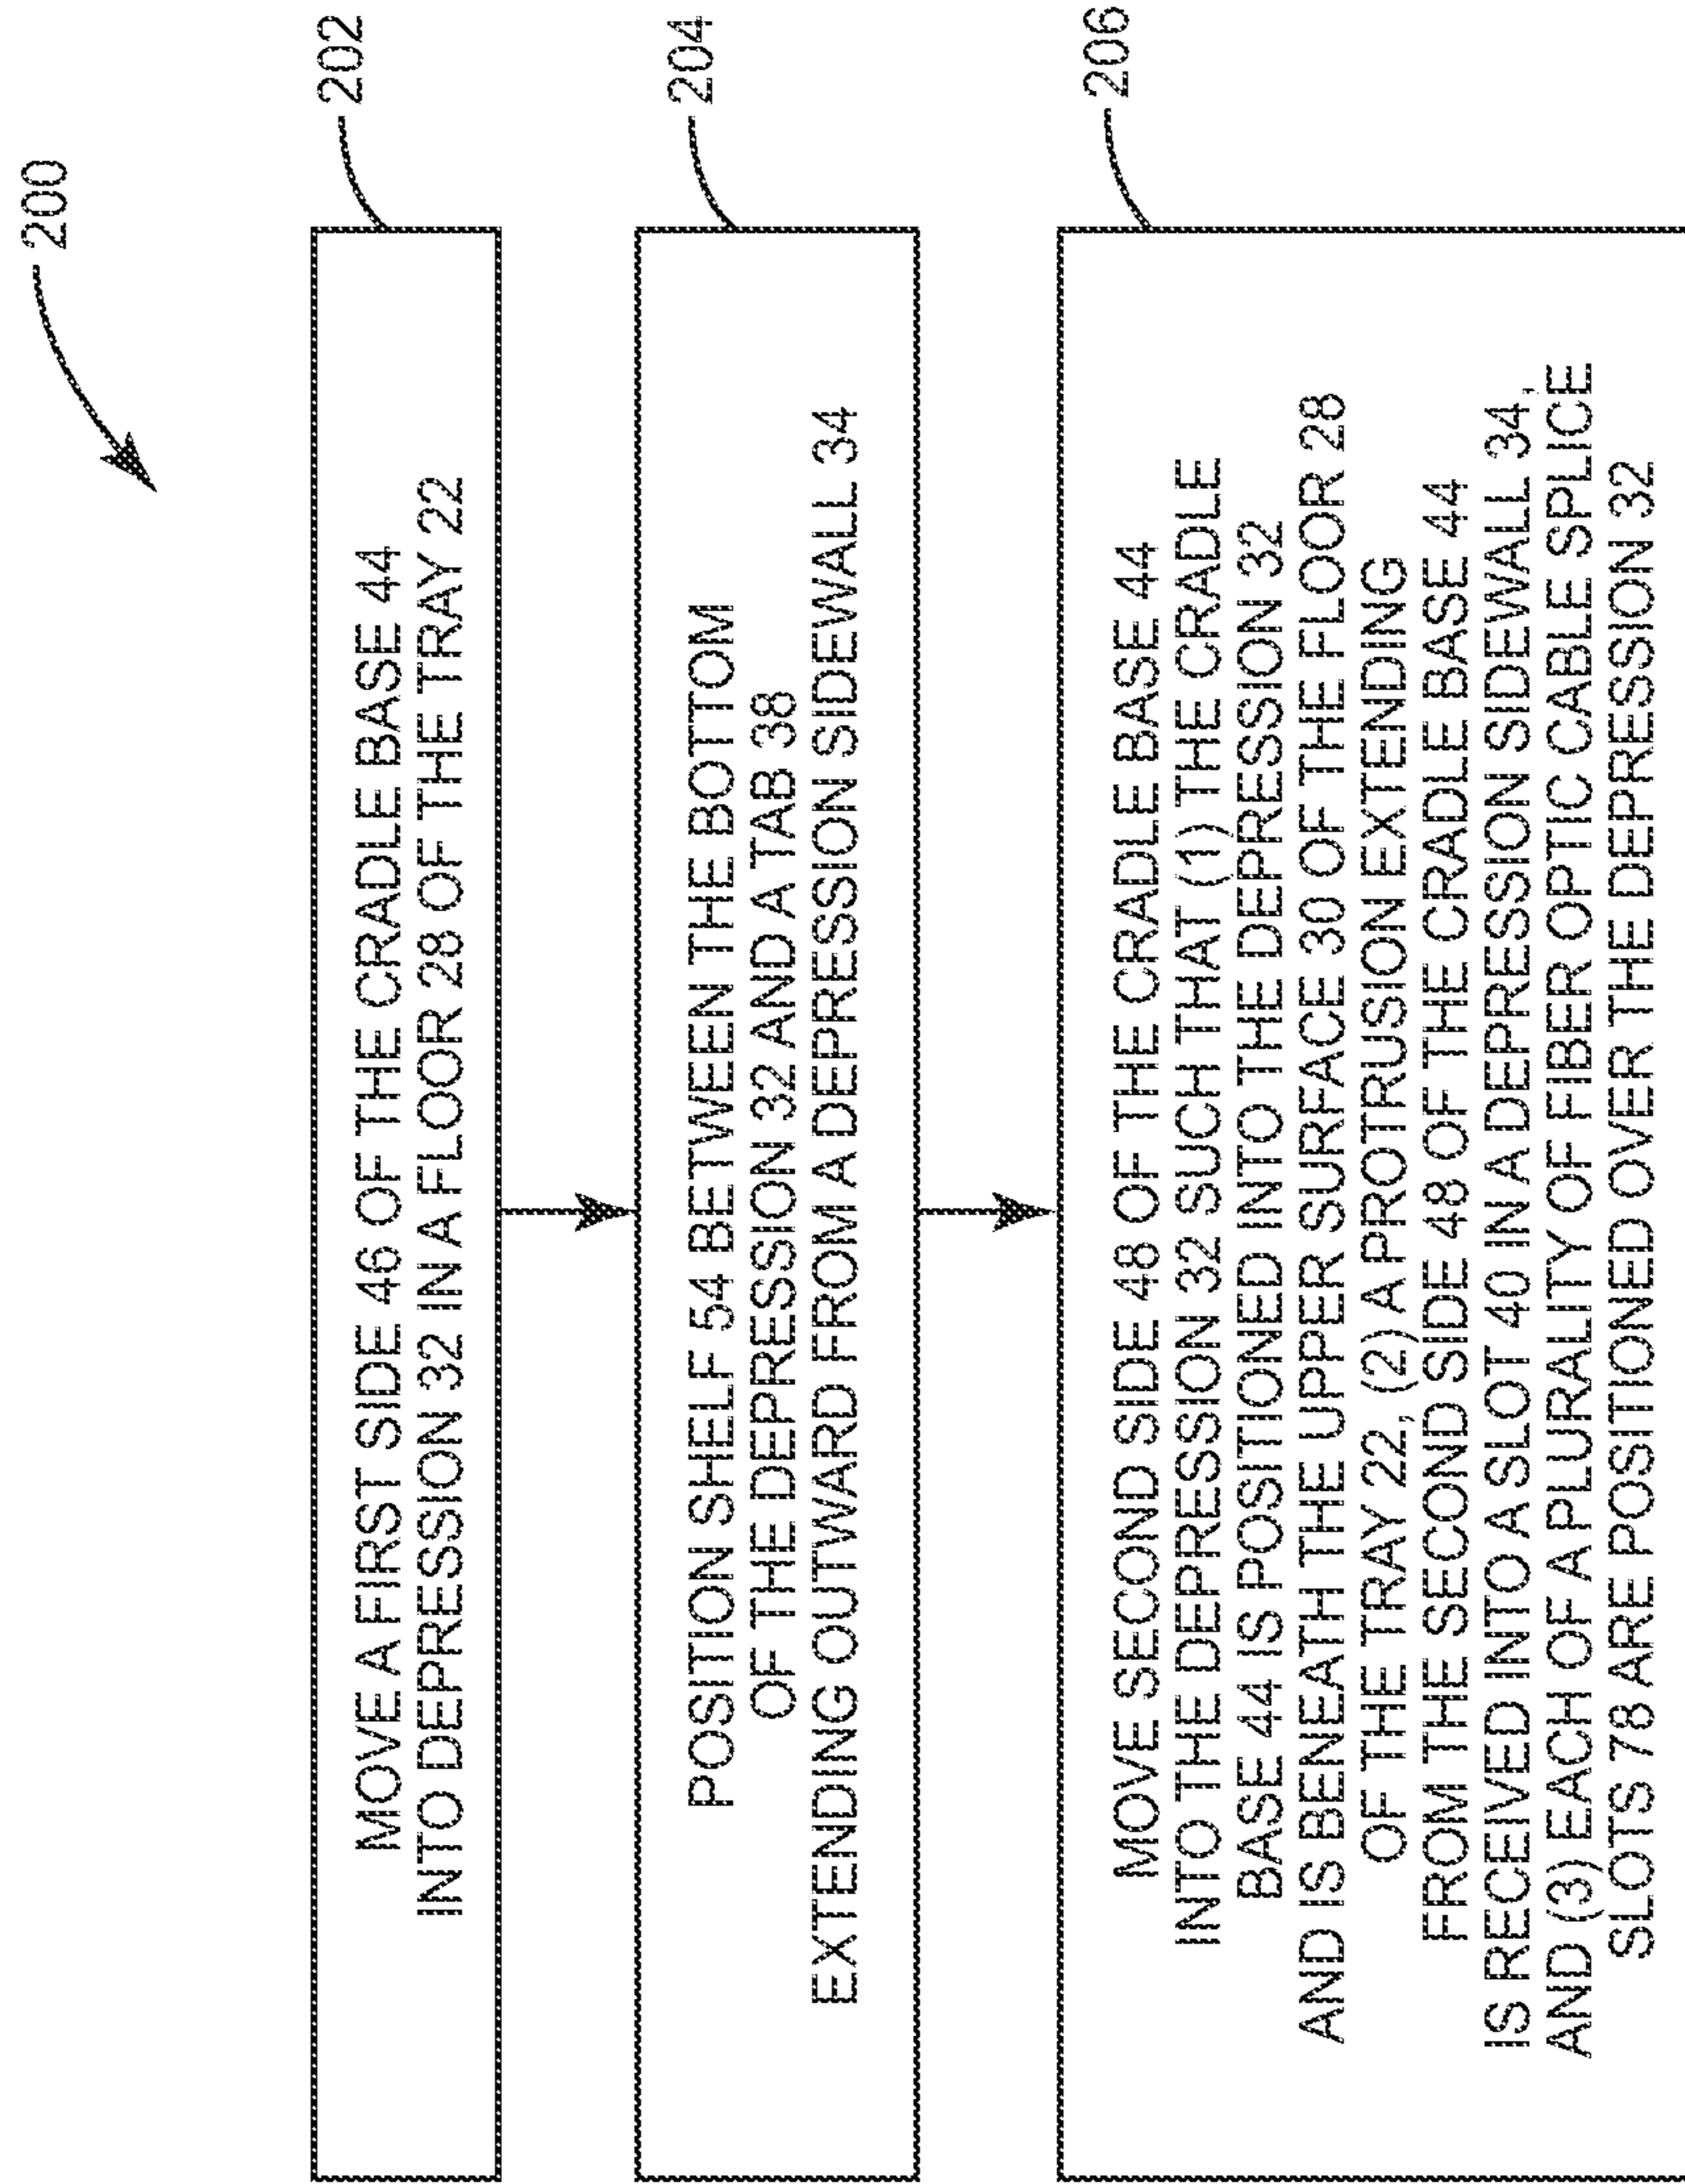 200
202
MOVE A FIRST SIDE 46 OF THE CRADLE BASE 44
INTO DEPRESSION 32 IN A FLOOR 28 OF THE TRAY 22
204
POSITION SHELF 54 BETWEEN THE BOTTOM
OF THE DEPRESSION 32 AND A TAB 38
EXTENDING OUTWARD FROM A DEPRESSION SIDEWALL 34
206
MOVE SECOND SIDE 48 OF THE CRADLE BASE 44
INTO THE DEPRESSION 32 SUCH THAT (1) THE CRADLE
BASE 44 IS POSITIONED INTO THE DEPRESSION 32
AND IS BENEATH THE UPPER SURFACE 30 OF THE FLOOR 28
OF THE TRAY 22, (2) A PROTRUSION EXTENDING
FROM THE SECOND SIDE 48 OF THE CRADLE BASE 44
IS RECEIVED INTO A SLOT 40 IN A DEPRESSION SIDEWALL 34,
AND (3) EACH OF A PLURALITY OF FIBER OPTIC CABLE SPLICE
SLOTS 78 ARE POSITIONED OVER THE DEPRESSION 32